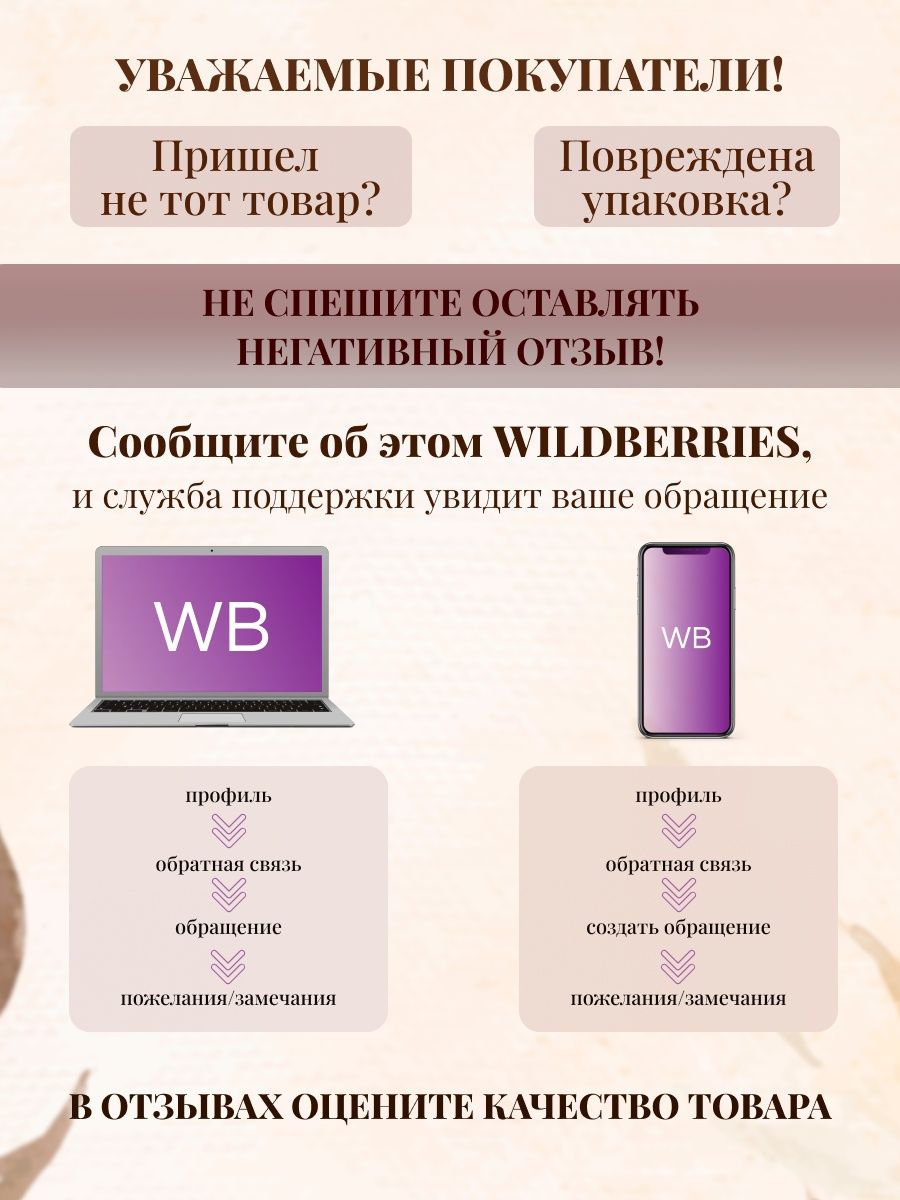 УВАЖАЕМЫЕ ПОКУПАТЕЛИ!
Пришел
не тот товар?
Повреждена
упаковка?
НЕ СПЕШИТЕ ОСТАВЛЯТЬ
НЕГАТИВНЫЙ ОТЗЫВ!
Сообщите об этом WILDBERRIES,
и служба поддержки увидит ваше обращение
WB
WB
профиль
обратная связь
обращение
пожелания/замечания
профиль
обратная связь
создать обращение
пожелания/замечания
В ОТЗЫВАХ ОЦЕНИТЕ КАЧЕСТВО ТОВАРА